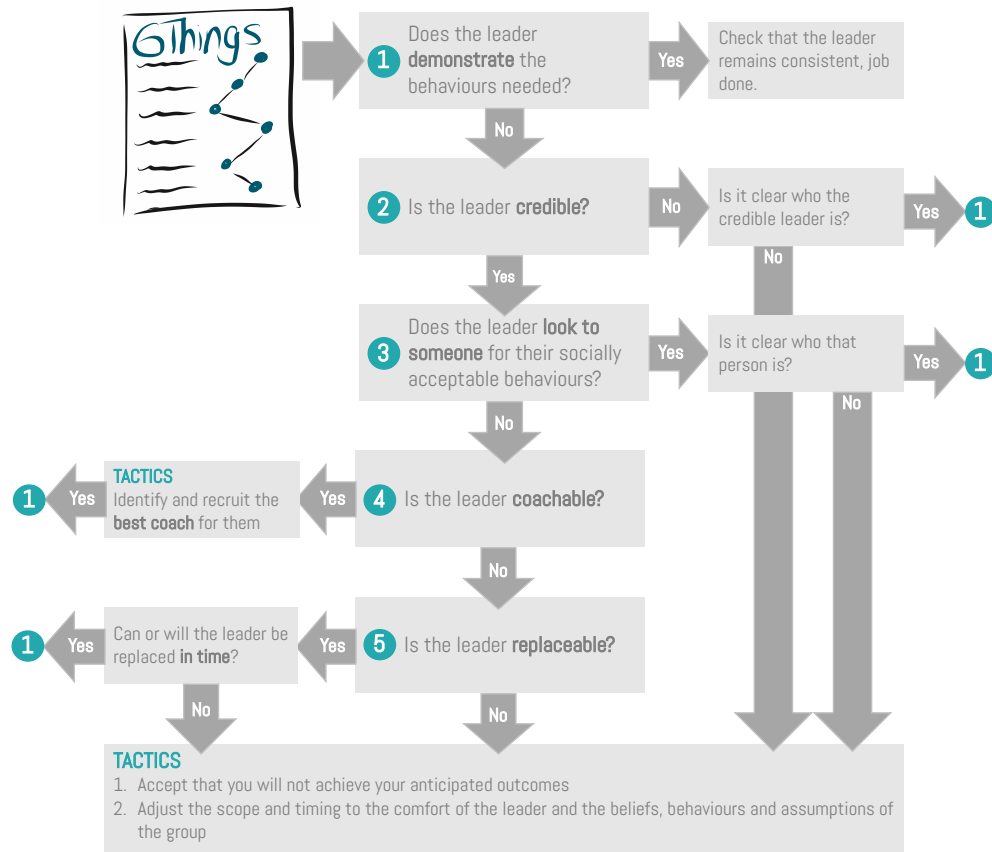 6Things
1
Does the leader
demonstrate the
behaviours needed?
Yes
Check that the leader
remains consistent, job
done.
No
2
Is the leader credible?
No
Is it clear who the
credible leader is?
Yes
1
No
Yes
3
Does the leader look to
someone for their socially
acceptable behaviours?
Yes
Is it clear who that
person is?
Yes
1
No
No
1
Yes
TACTICS
Identify and recruit the
best coach for them
Yes
4
Is the leader coachable?
No
1
Yes
Can or will the leader be
replaced in time?
Yes
5
Is the leader replaceable?
No
No
TACTICS
1. Accept that you will not achieve your anticipated outcomes
2. Adjust the scope and timing to the comfort of the leader and the beliefs, behaviours and assumptions of
the group